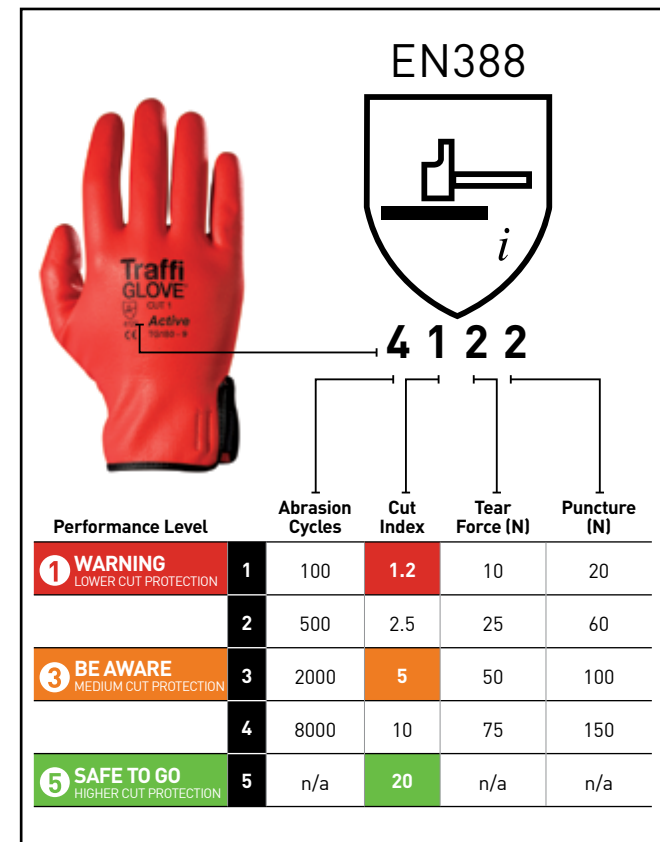 EN388
i
Traffi
GLOVE
CUT 1
Active
4 1 2 2
Performance Level
Abrasion Cycles
Cut Index
Tear Force (N)
Puncture (N)
1 WARNING
LOWER CUT PROTECTION
1 100 1.2 10 20
2 500 2.5 25 60
3 BE AWARE
MEDIUM CUT PROTECTION
3 2000 5 50 100
4 8000 10 75 150
5 SAFE TO GO
HIGHER CUT PROTECTION
5 n/a 20 n/a n/a